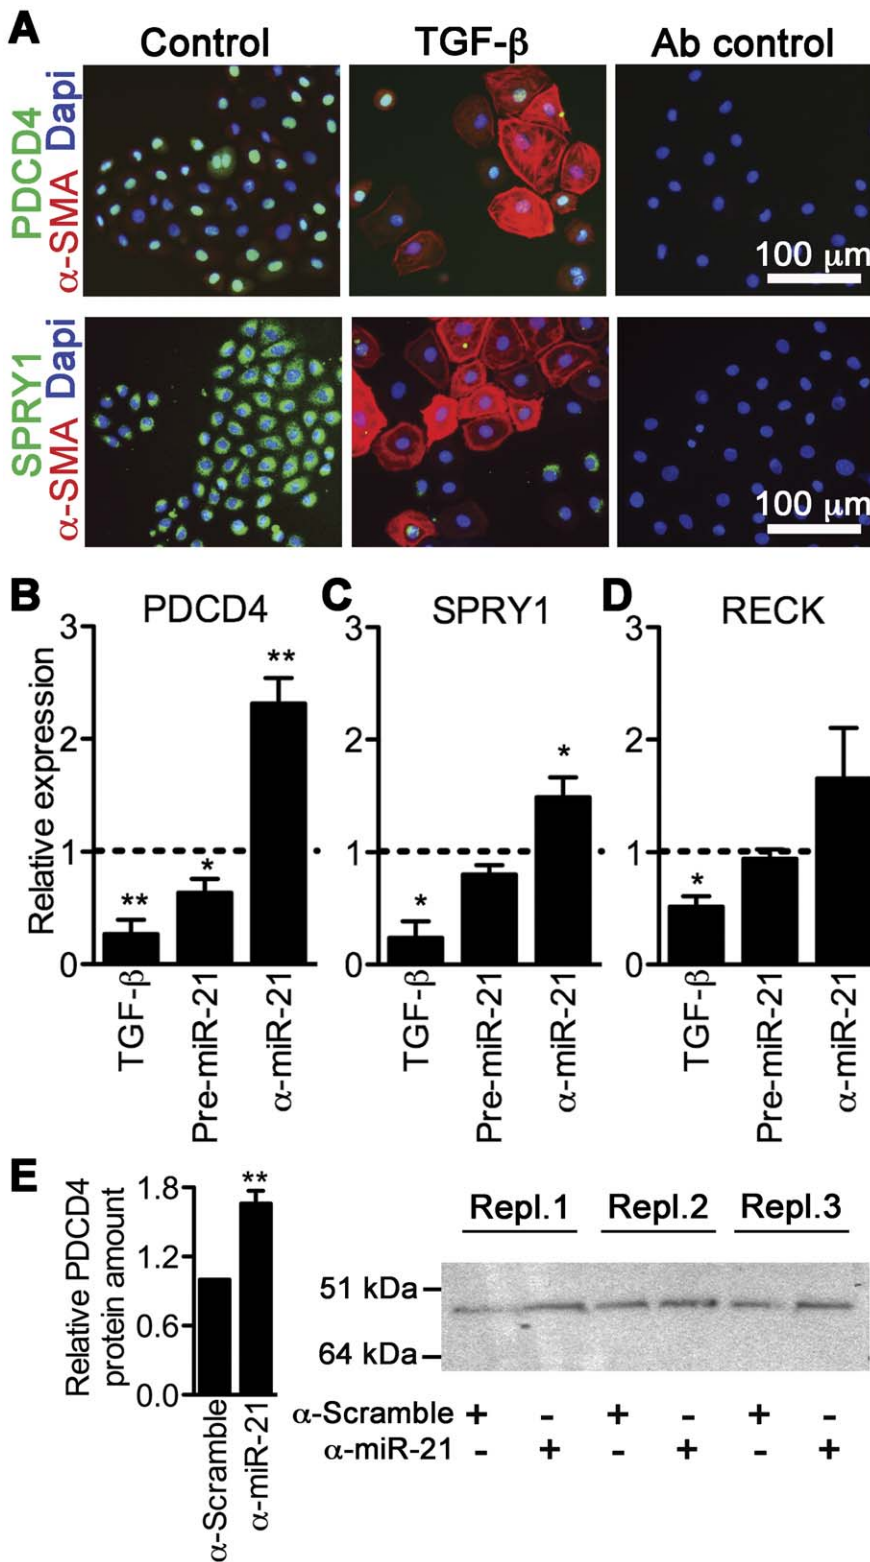 A
Control TGF-β Ab control
PDCD4
α-SMA Dapi
100 μm
SPRY1
α-SMA Dapi
100 μm
B PDCD4
C SPRY1
D RECK
Relative expression
3
2
1
0
** * **
TGF-β
Pre-miR-21
α-miR-21
3
2
1
0
* *
TGF-β
Pre-miR-21
α-miR-21
3
2
1
0
*
TGF-β
Pre-miR-21
α-miR-21
E
Relative PDCD4
protein amount
1.8
1.2
0.6
0.0
**
α-Scramble
α-miR-21
Repl.1 Repl.2 Repl.3
51 kDa
64 kDa
α-Scramble + - + - + -
α-miR-21 - + - + - +